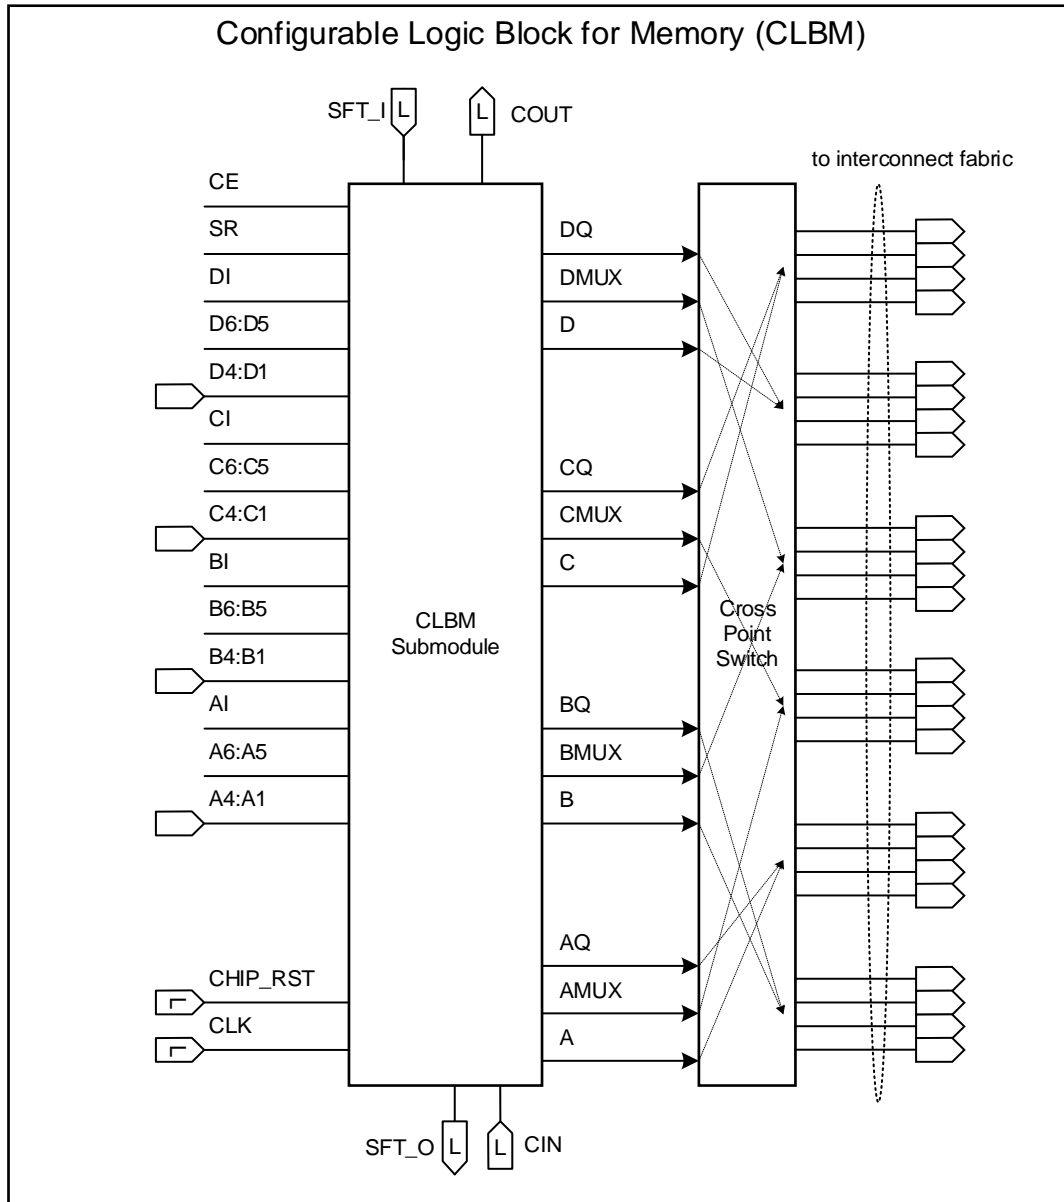 Configurable Logic Block for Memory (CLBM)
SFT_I
L
L
COUT
to interconnect fabric
CE
SR
DI
D6:D5
D4:D1
CI
C6:C5
C4:C1
BI
B6:B5
B4:B1
AI
A6:A5
A4:A1
CHIP_RST
L
CLK
L
CLBM
Submodule
DQ
DMUX
D
CQ
CMUX
C
BQ
BMUX
B
AQ
AMUX
A
Cross
Point
Switch
SFT_O
L
L
CIN